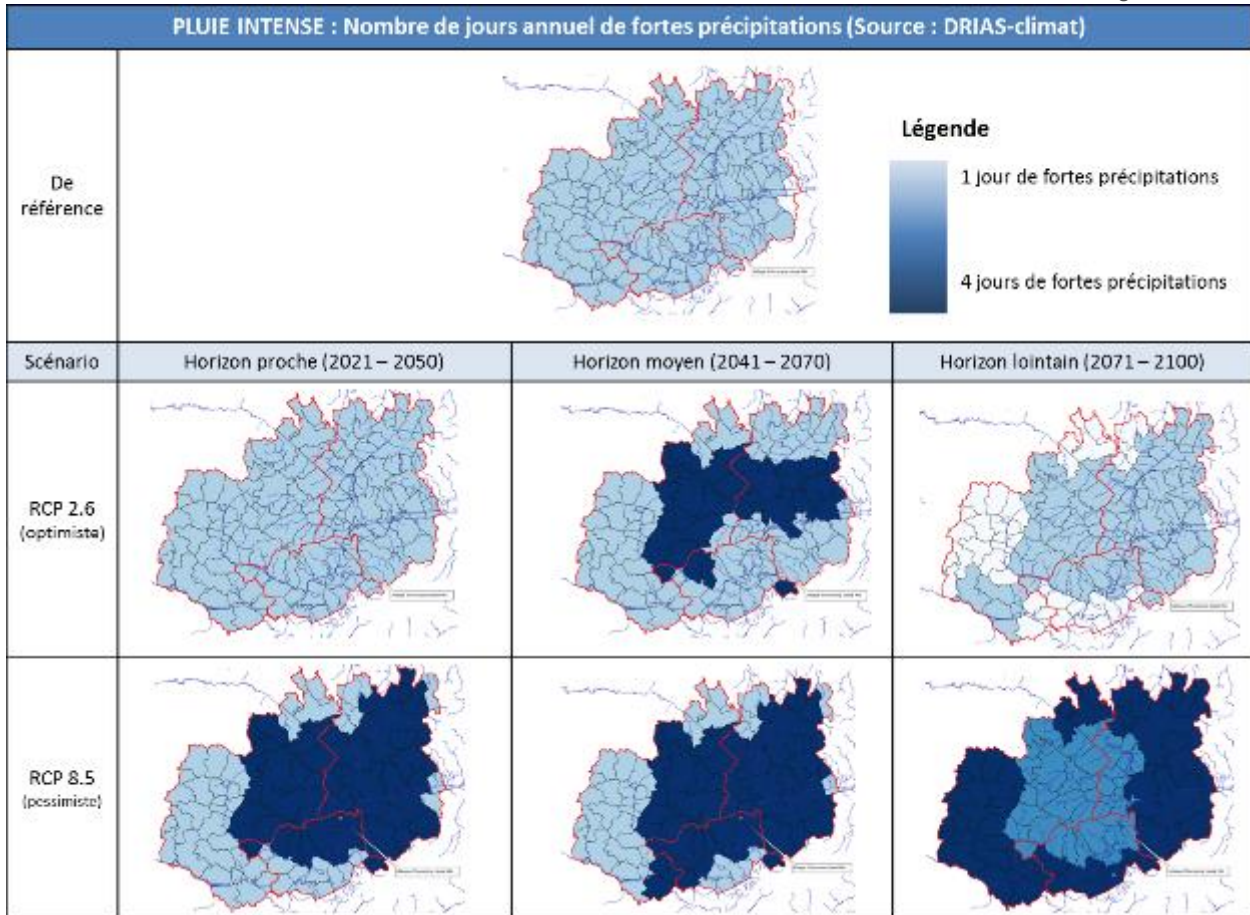 PLUIE INTENSE : Nombre de jours annuel de fortes précipitations (Source : DRIAS-climat)
De
référence
Légende
1 jour de fortes précipitations
4 jours de fortes précipitations
Scénario
Horizon proche (2021 – 2050)
Horizon moyen (2041 – 2070)
Horizon lointain (2071 – 2100)
RCP 2.6
(optimiste)
RCP 8.5
(pessimiste)